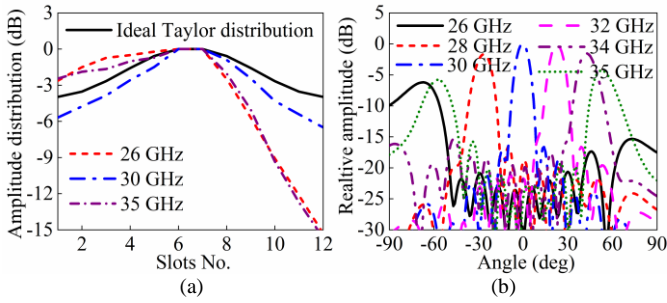 Amplitude distribution (dB)
3
0
-3
-6
-9
-12
-15
Ideal Taylor distribution
26 GHz
30 GHz
35 GHz
2 4 6 8 10 12
Slots No.
(a)
Realtive amplitude (dB)
5
0
-5
-10
-15
-20
-25
-30
26 GHz
28 GHz
30 GHz
32 GHz
34 GHz
35 GHz
-90 -60 -30 0 30 60 90
Angle (deg)
(b)